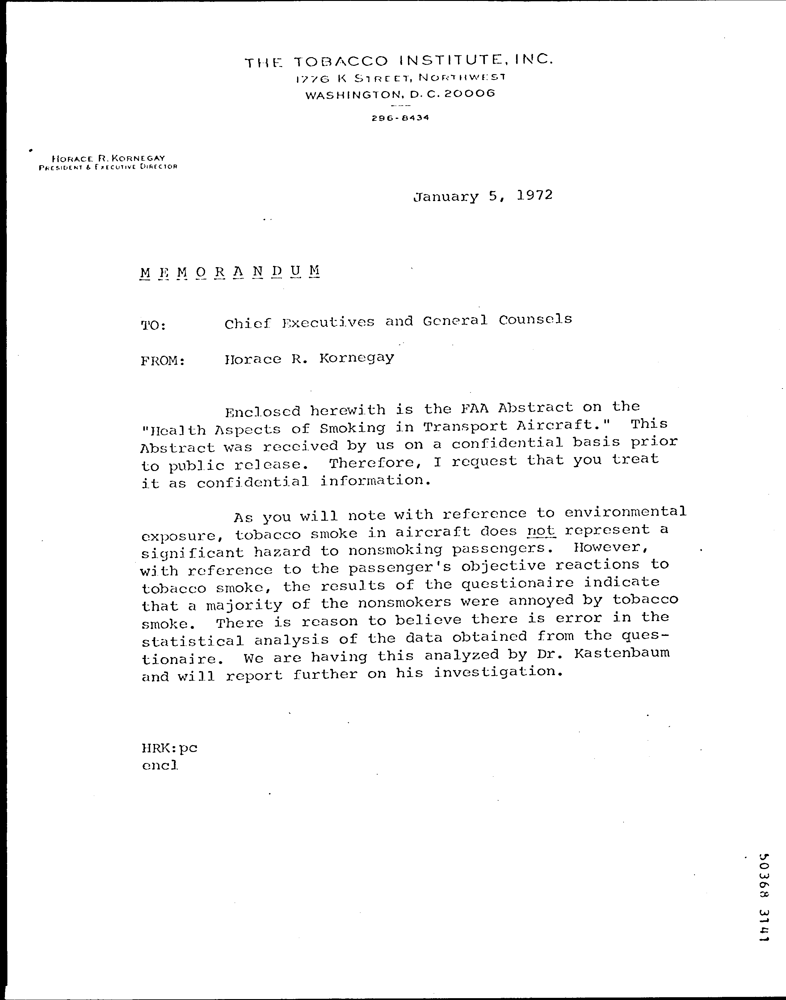 THE TOBACCO INSTITUTE, INC.
1776 K STREET, NORTHWEST
WASHINGTON, D. C. 20006
296-8434
HORACE R. KORNEGAY
PRESIDENT & EXECUTIVE DIRECTOR
January 5, 1972
MEMORANDUM
TO: Chief Executives and General Counsels
FROM: Horace R. Kornegay
Enclosed herewith is the FAA Abstract on the
"Health Aspects of Smoking in Transport Aircraft." This
Abstract was received by us on a confidential basis prior
to public release. Therefore, I request that you treat
it as confidential information.
As you will note with reference to environmental
exposure, tobacco smoke in aircraft does not represent a
significant hazard to nonsmoking passengers. However,
with reference to the passenger's objective reactions to
tobacco smoke, the results of the questionaire indicate
that a majority of the nonsmokers were annoyed by tobacco
smoke. There is reason to believe there is error in the
statistical analysis of the data obtained from the ques-
tionaire. We are having this analyzed by Dr. Kastenbaum
and will report further on his investigation.
HRK:pc
encl
50368 3141